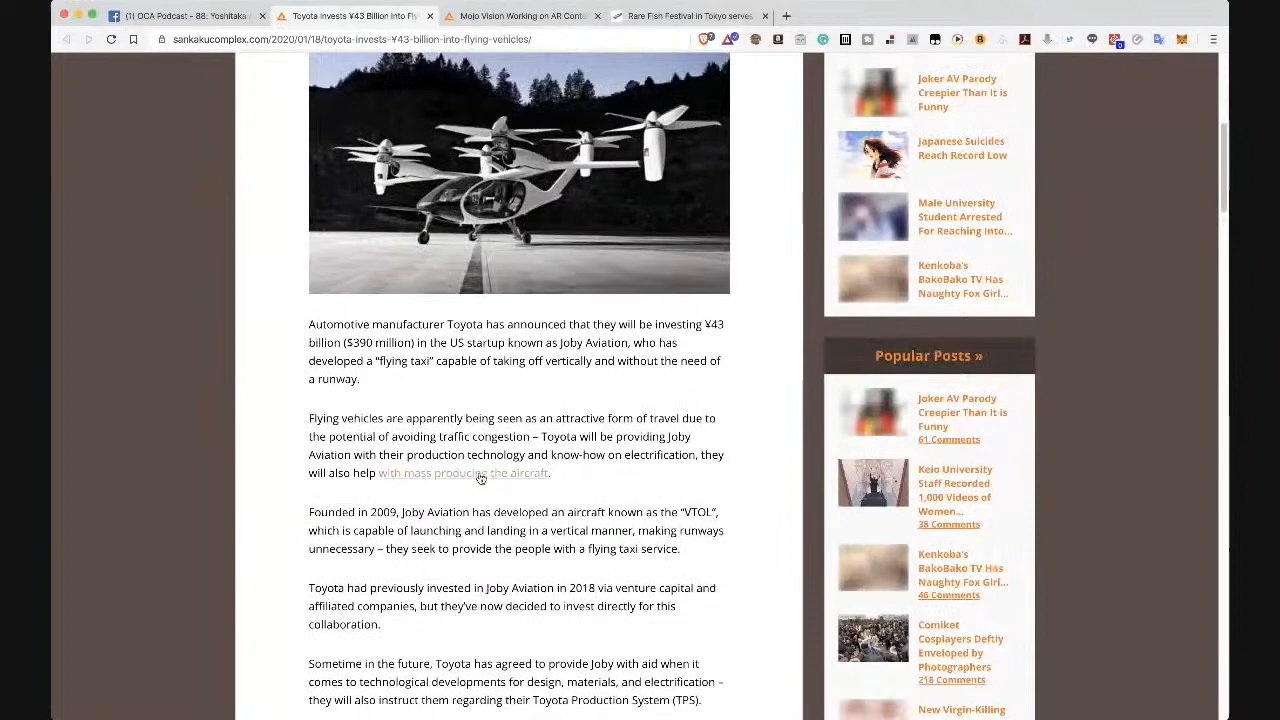 (1) OCA Podcast - 88: Yoshitaka
Toyota Invests ¥43 Billion Into Fly
Mojo Vision Working on AR Cont
Rare Fish Festival in Tokyo serves
sankakucomplex.com/2020/01/18/toyota-invests-¥43-billion-into-flying-vehicles/
Automotive manufacturer Toyota has announced that they will be investing ¥43
billion ($390 million) in the US startup known as Joby Aviation, who has
developed a "flying taxi" capable of taking off vertically and without the need of
a runway.
Flying vehicles are apparently being seen as an attractive form of travel due to
the potential of avoiding traffic congestion – Toyota will be providing Joby
Aviation with their production technology and know-how on electrification, they
will also help with mass producing the aircraft.
Founded in 2009, Joby Aviation has developed an aircraft known as the "VTOL",
which is capable of launching and landing in a vertical manner, making runways
unnecessary – they seek to provide the people with a flying taxi service.
Toyota had previously invested in Joby Aviation in 2018 via venture capital and
affiliated companies, but they've now decided to invest directly for this
collaboration.
Sometime in the future, Toyota has agreed to provide Joby with aid when it
comes to technological developments for design, materials, and electrification –
they will also instruct them regarding their Toyota Production System (TPS).
Joker AV Parody
Creepier Than It is
Funny
Japanese Suicides
Reach Record Low
Male University
Student Arrested
For Reaching Into...
Kenkoba's
BakoBako TV Has
Naughty Fox Girl...
Popular Posts »
Joker AV Parody
Creepier Than It is
Funny
61 Comments
Keio University
Staff Recorded
1,000 Videos of
Women...
38 Comments
Kenkoba's
BakoBako TV Has
Naughty Fox Girl...
46 Comments
Comiket
Cosplayers Deftly
Enveloped by
Photographers
218 Comments
New Virgin-Killing